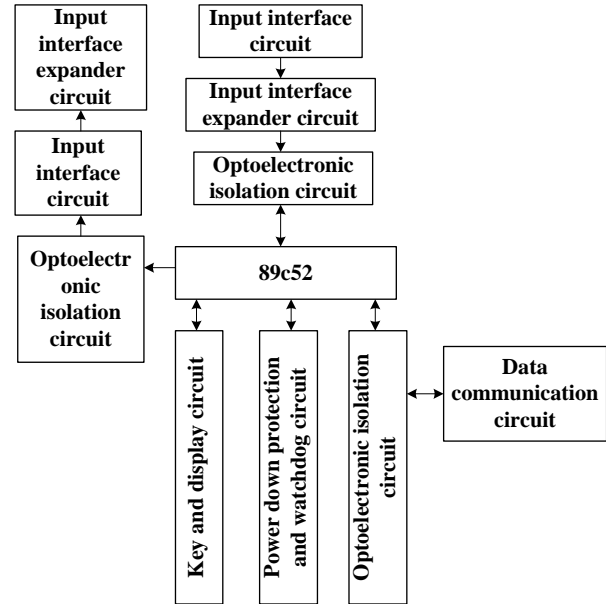 Input
interface
expander
circuit
Input interface
circuit
Input interface
expander circuit
Input
interface
circuit
Optoelectronic
isolation circuit
Optoelectr
onic
isolation
circuit
89c52
Key and display circuit
Power down protection
and watchdog circuit
Optoelectronic isolation
circuit
Data
communication
circuit